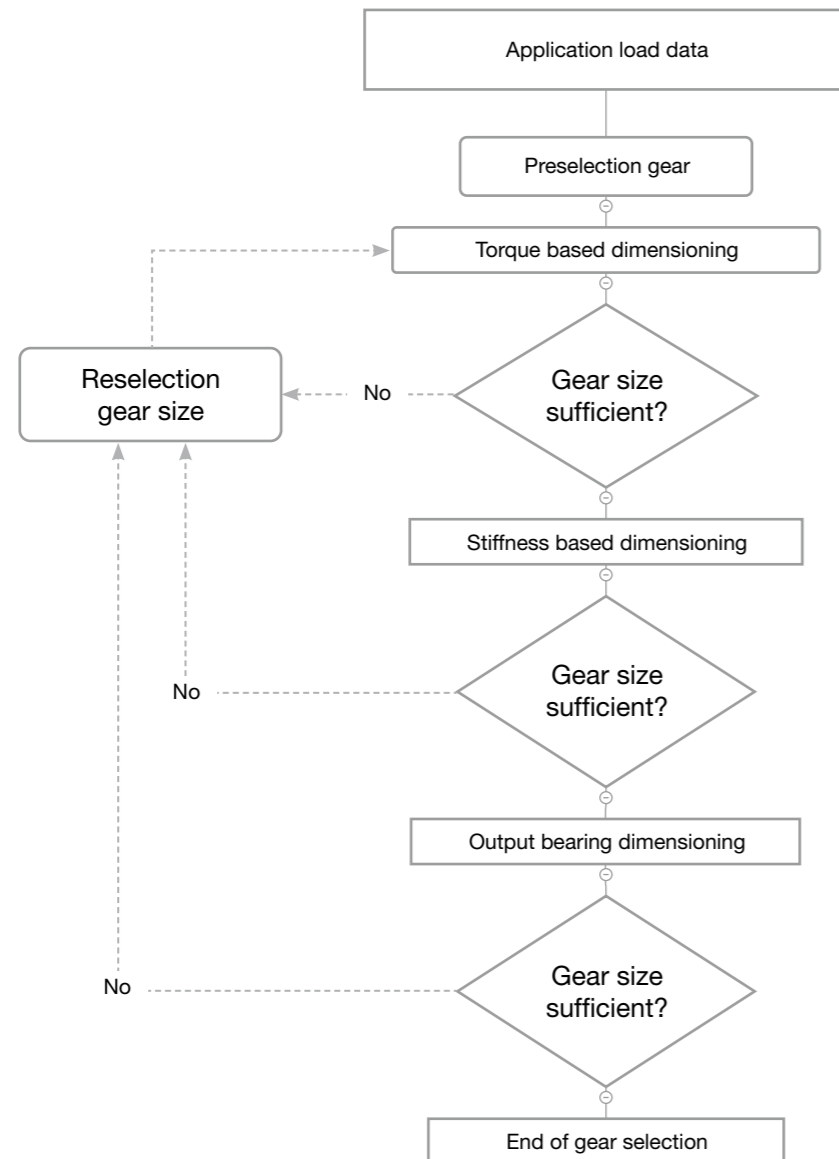 Application load data
Preselection gear
Torque based dimensioning
Reselection
gear size
No
Gear size
sufficient?
Stiffness based dimensioning
No
Gear size
sufficient?
Output bearing dimensioning
No
Gear size
sufficient?
End of gear selection